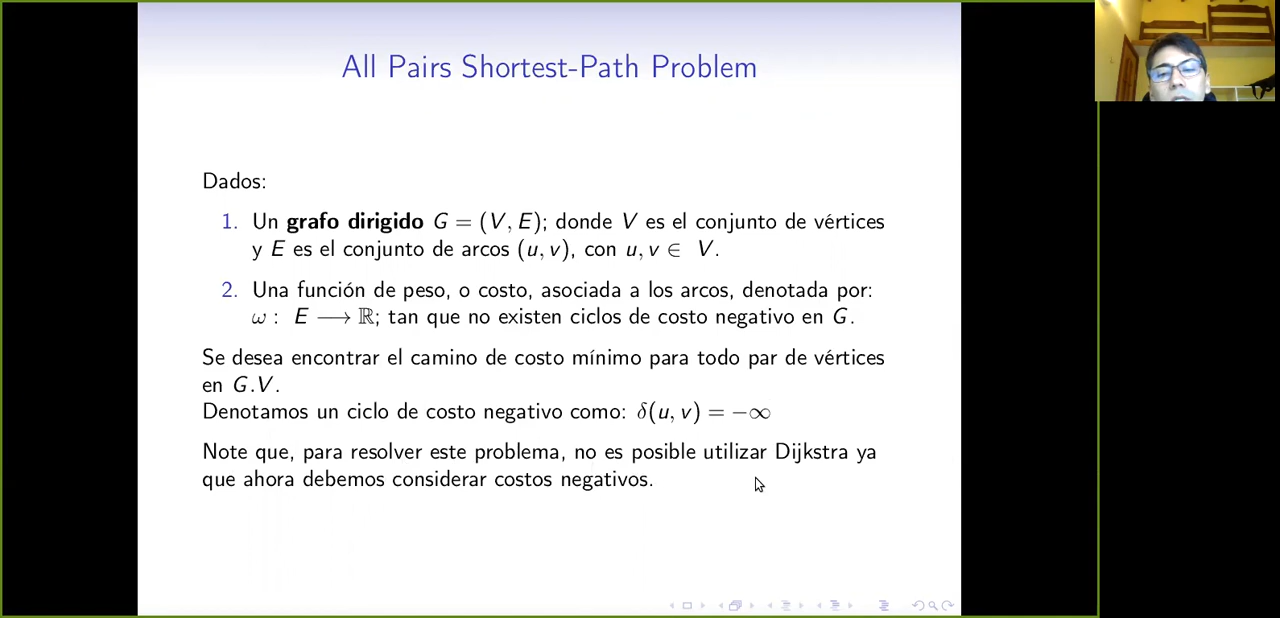 All Pairs Shortest-Path Problem
Dados:
1. Un grafo dirigido G = (V, E); donde V es el conjunto de vértices
y E es el conjunto de arcos (u, v), con u, v ∈ V.
2. Una función de peso, o costo, asociada a los arcos, denotada por:
ω : E ⟶ ℝ; tan que no existen ciclos de costo negativo en G.
Se desea encontrar el camino de costo mínimo para todo par de vértices
en G.V.
Denotamos un ciclo de costo negativo como: δ(u, v) = −∞
Note que, para resolver este problema, no es posible utilizar Dijkstra ya
que ahora debemos considerar costos negativos.